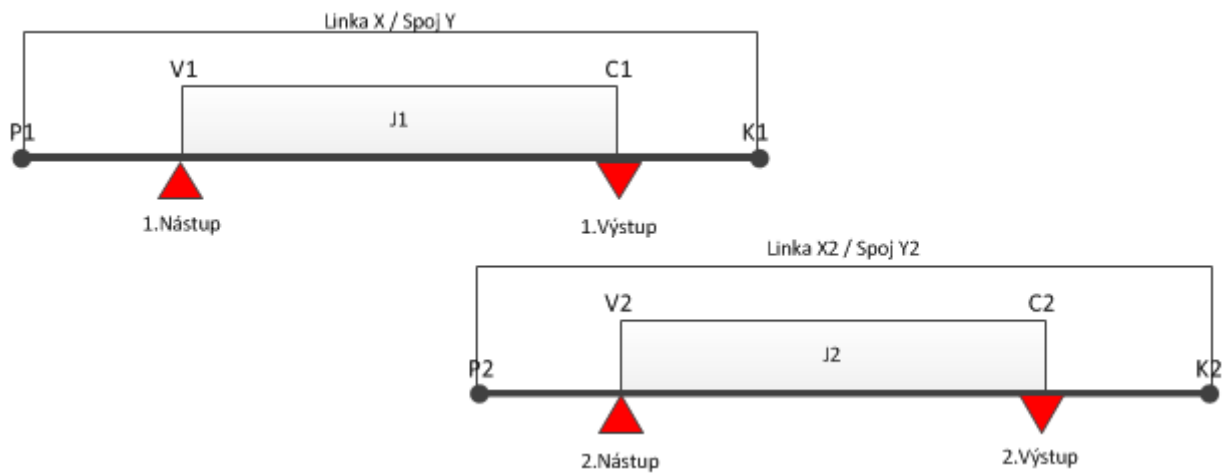 Linka X / Spoj Y
V1
C1
J1
P1
K1
1.Nástup
1.Výstup
Linka X2 / Spoj Y2
V2
C2
J2
P2
K2
2.Nástup
2.Výstup